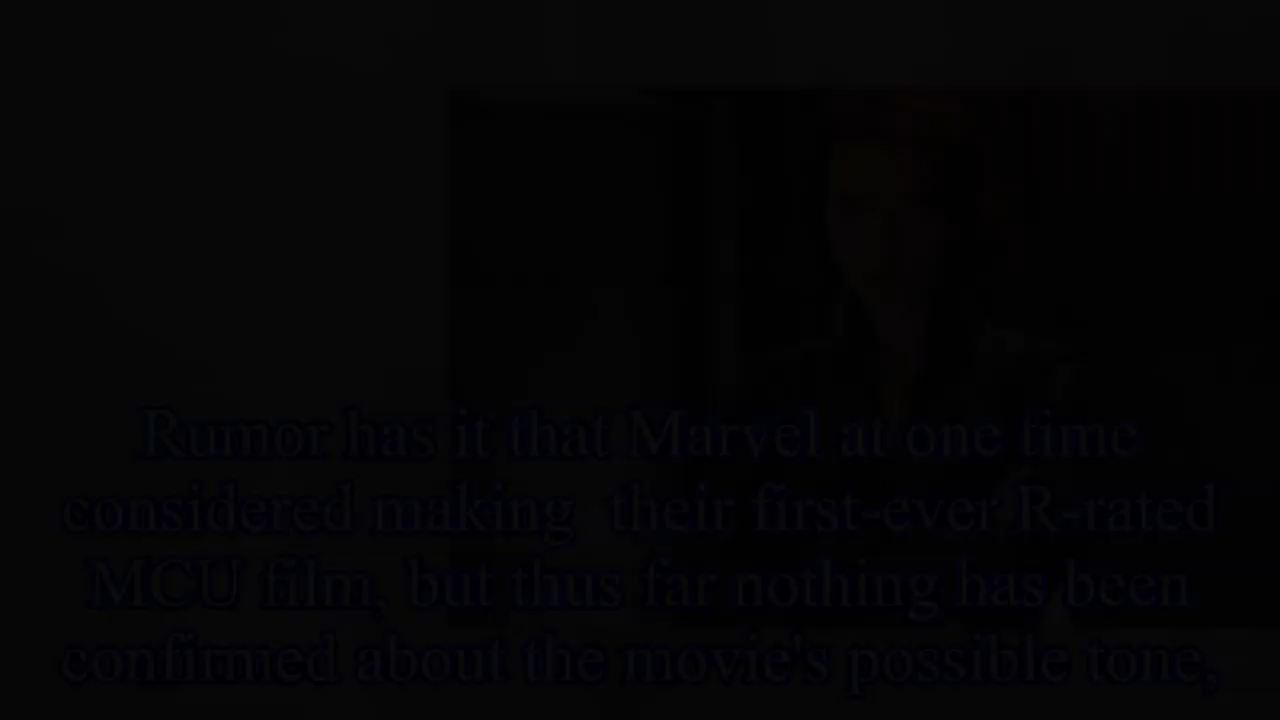 Rumor has it that Marvel at one time
considered making  their first-ever R-rated
MCU film, but thus far nothing has been
confirmed about the movie's possible tone,